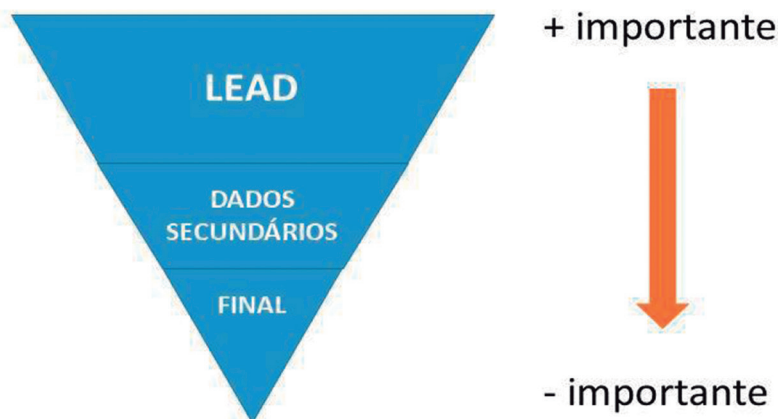 + importante
LEAD
DADOS
SECUNDÁRIOS
FINAL
- importante